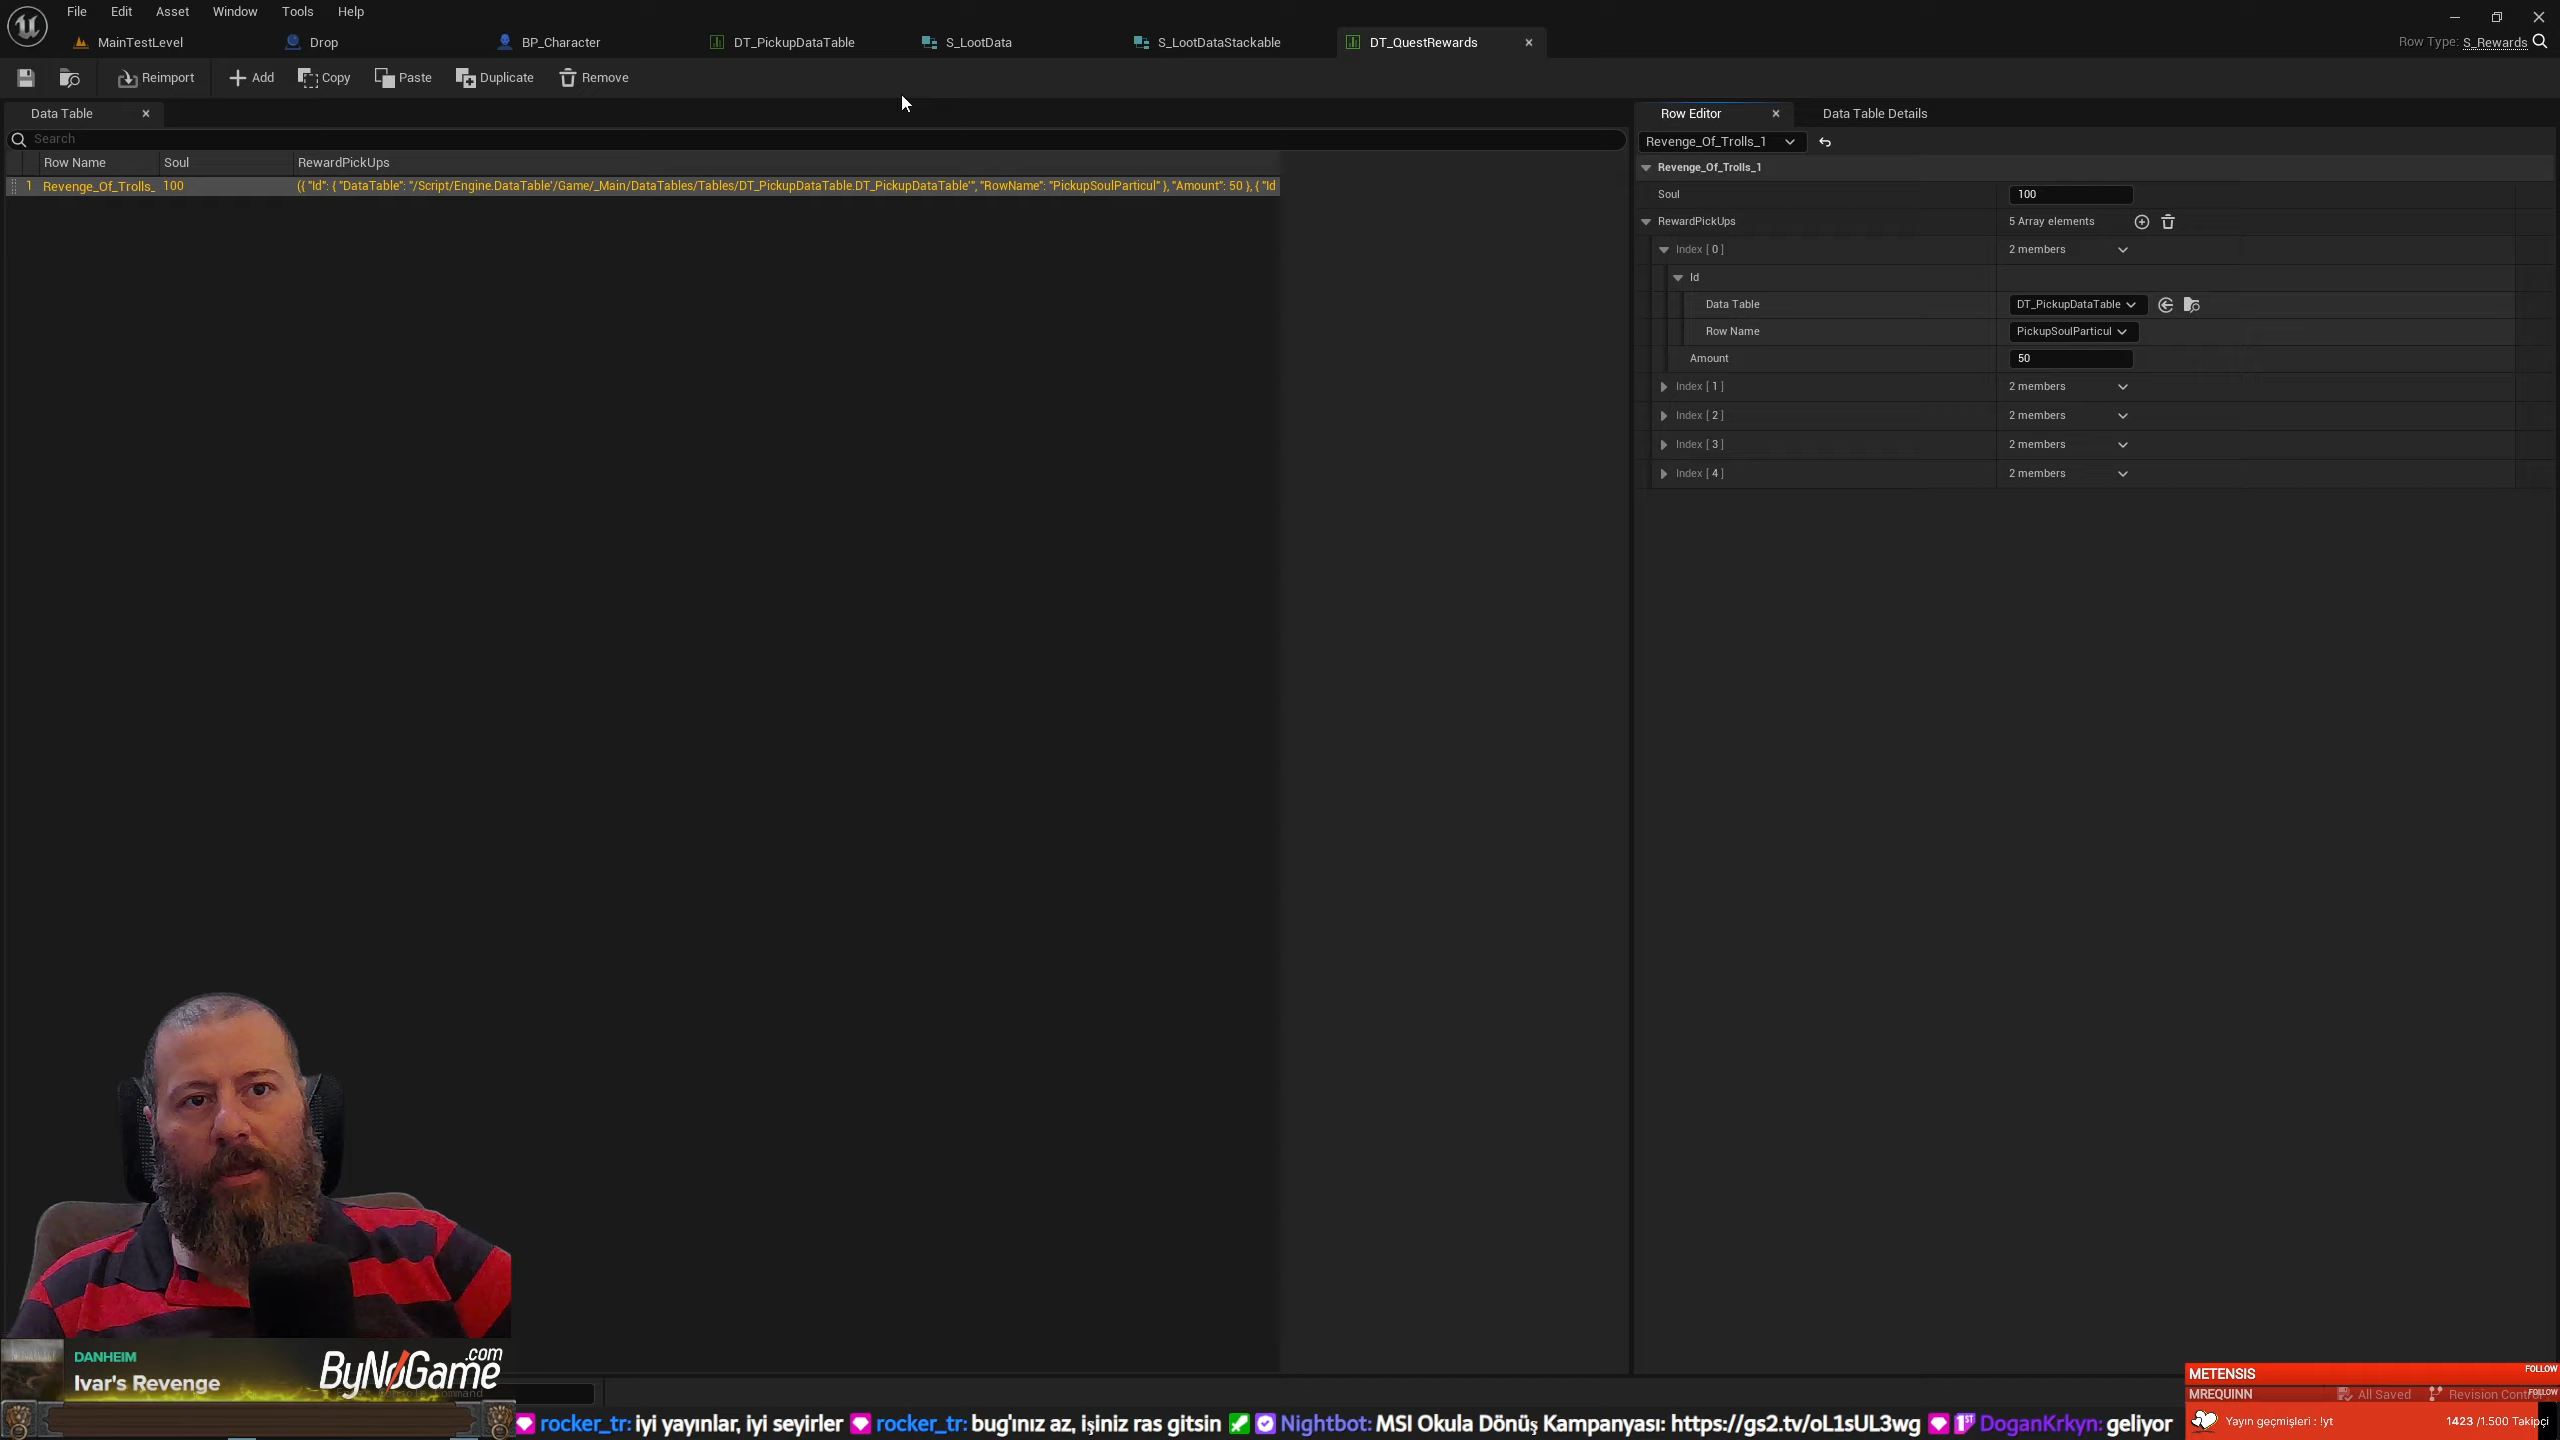 File Edit Asset Window Tools Help
MainTestLevel Drop BP_Character DT_PickupDataTable S_LootData S_LootDataStackable DT_QuestRewards Row Type: S_Rewards
Reimport Add Copy Paste Duplicate Remove
Data Table
Search
Row Name Soul RewardPickUps
1 Revenge_Of_Trolls_ 100 ({ "Id": { "DataTable": "/Script/Engine.DataTable'/Game/_Main/DataTables/Tables/DT_PickupDataTable.DT_PickupDataTable'", "RowName": "PickupSoulParticul" }, "Amount": 50 }, { "Id
Row Editor Data Table Details
Revenge_Of_Trolls_1
Revenge_Of_Trolls_1
Soul 100
RewardPickUps 5 Array elements
Index [ 0 ] 2 members
Id
Data Table DT_PickupDataTable
Row Name PickupSoulParticul
Amount 50
Index [ 1 ] 2 members
Index [ 2 ] 2 members
Index [ 3 ] 2 members
Index [ 4 ] 2 members
DANHEIM
Ivar's Revenge
ByNoGame.com
METENSIS FOLLOW
MREQUINN FOLLOW
All Saved Revision Control
Yayın geçmişleri : !yt 1423 /1.500 Takipçi
rocker_tr: iyi yayınlar, iyi seyirler rocker_tr: bug'ınız az, işiniz ras gitsin Nightbot: MSI Okula Dönüş Kampanyası: https://gs2.tv/oL1sUL3wg 1ST DoganKrkyn: geliyor